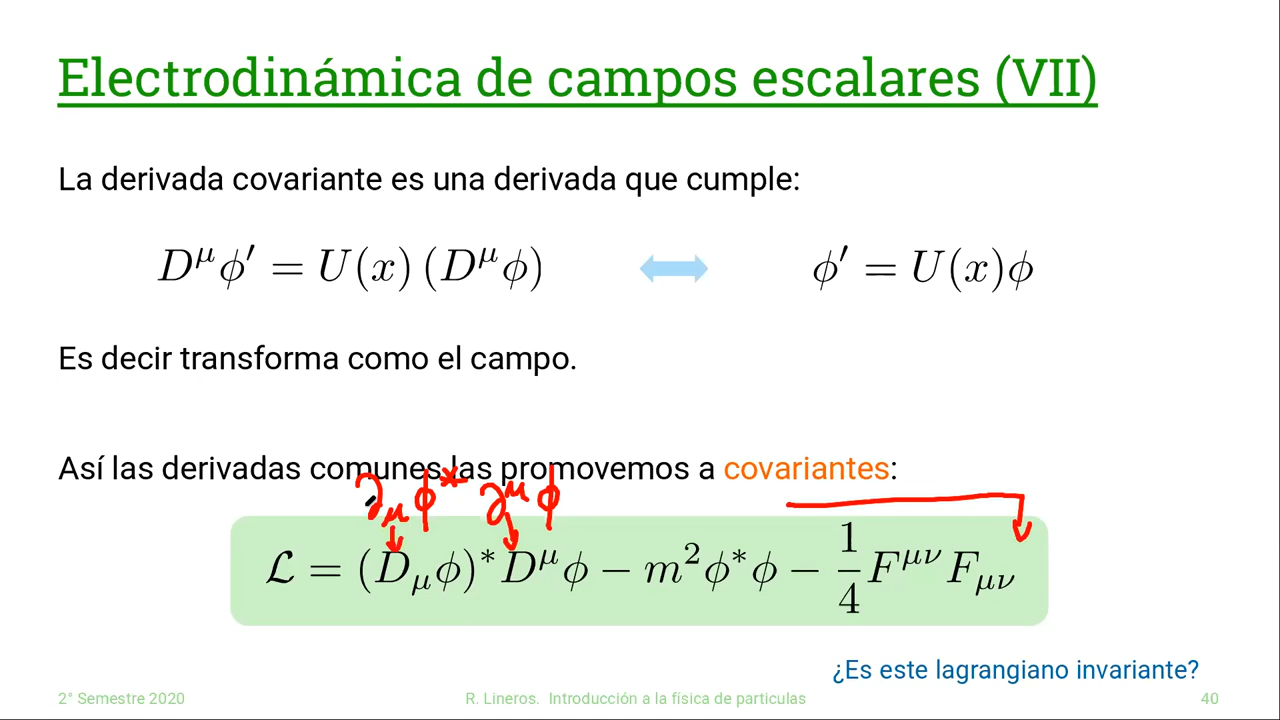 Electrodinámica de campos escalares (VII)
La derivada covariante es una derivada que cumple:
D^μ ϕ′ = U(x) (D^μ ϕ) ϕ′ = U(x)ϕ
Es decir transforma como el campo.
Así las derivadas comunes las promovemos a covariantes:
∂_μ ϕ* ∂^μ ϕ
ℒ = (D_μ ϕ)* D^μ ϕ − m² ϕ* ϕ − 1/4 F^{μν} F_{μν}
¿Es este lagrangiano invariante?
2° Semestre 2020 R. Lineros. Introducción a la física de particulas 40